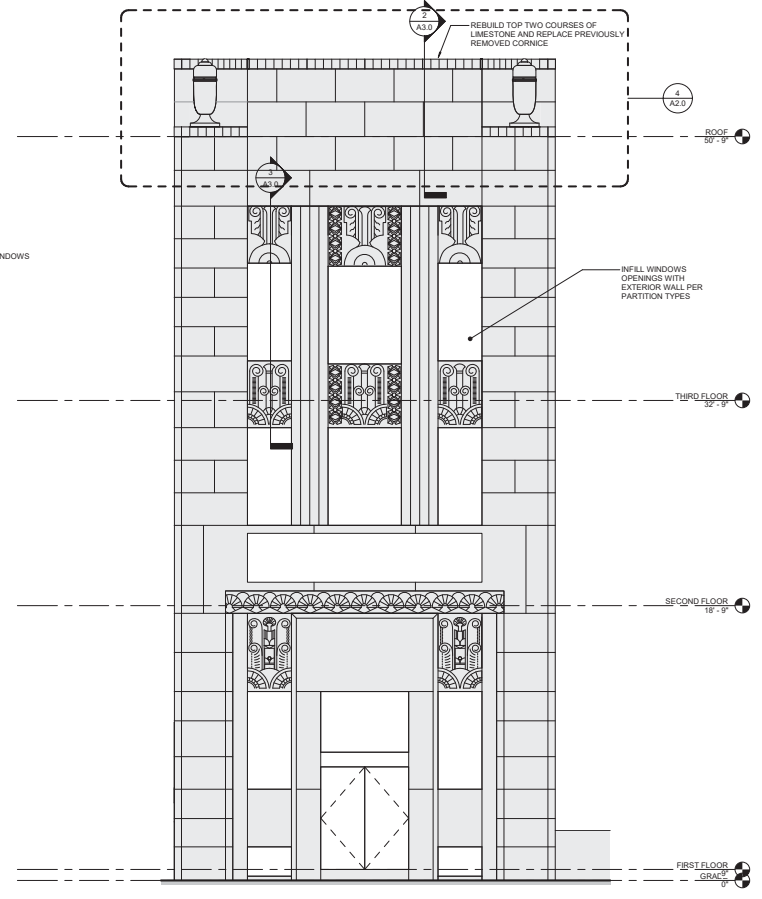 2
A3.0
REBUILD TOP TWO COURSES OF
LIMESTONE AND REPLACE PREVIOUSLY
REMOVED CORNICE
4
A2.0
ROOF
50' - 9"
3
A3.0
NDOWS
INFILL WINDOWS
OPENINGS WITH
EXTERIOR WALL PER
PARTITION TYPES
THIRD FLOOR
32' - 9"
SECOND FLOOR
18' - 9"
FIRST FLOOR
9"
0"